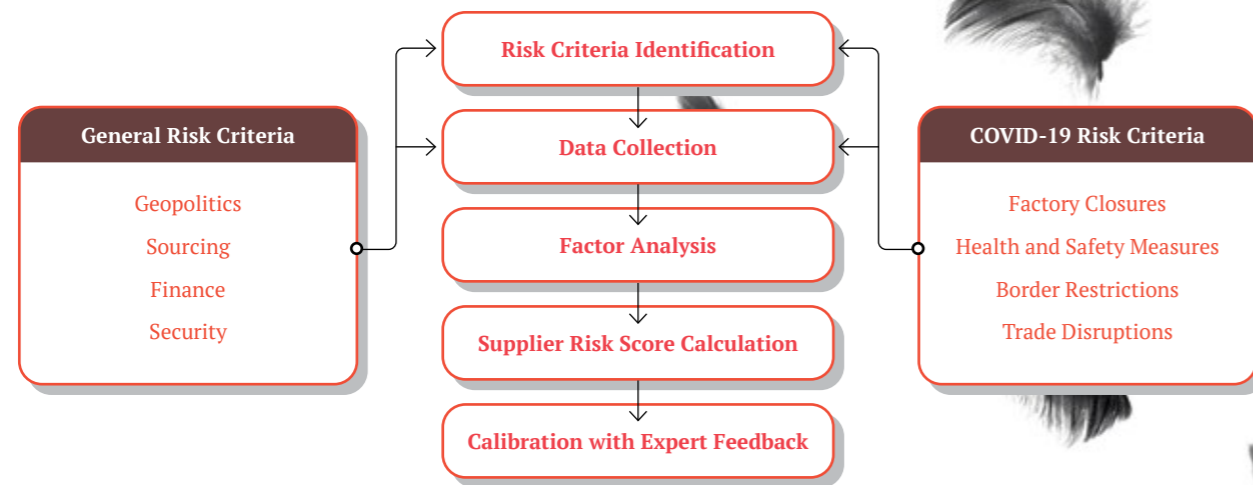 Risk Criteria Identification
General Risk Criteria
Geopolitics
Sourcing
Finance
Security
Data Collection
Factor Analysis
Supplier Risk Score Calculation
Calibration with Expert Feedback
COVID-19 Risk Criteria
Factory Closures
Health and Safety Measures
Border Restrictions
Trade Disruptions